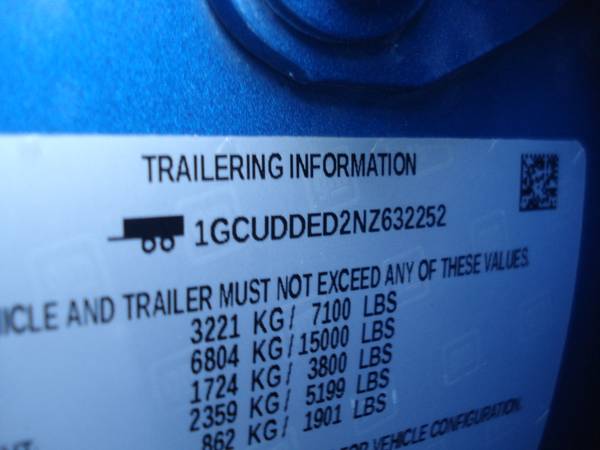 TRAILERING INFORMATION
1GCUDDED2NZ632252
AND TRAILER MUST NOT EXCEED ANY OF THESE VALUES.
3221 KG/ 7100 LBS
6804 KG/15000 LBS
1724 KG/ 3800 LBS
2359 KG/ 5199 LBS
862 KG/ 1901 LBS
FOR VEHICLE CONFIGURATION.